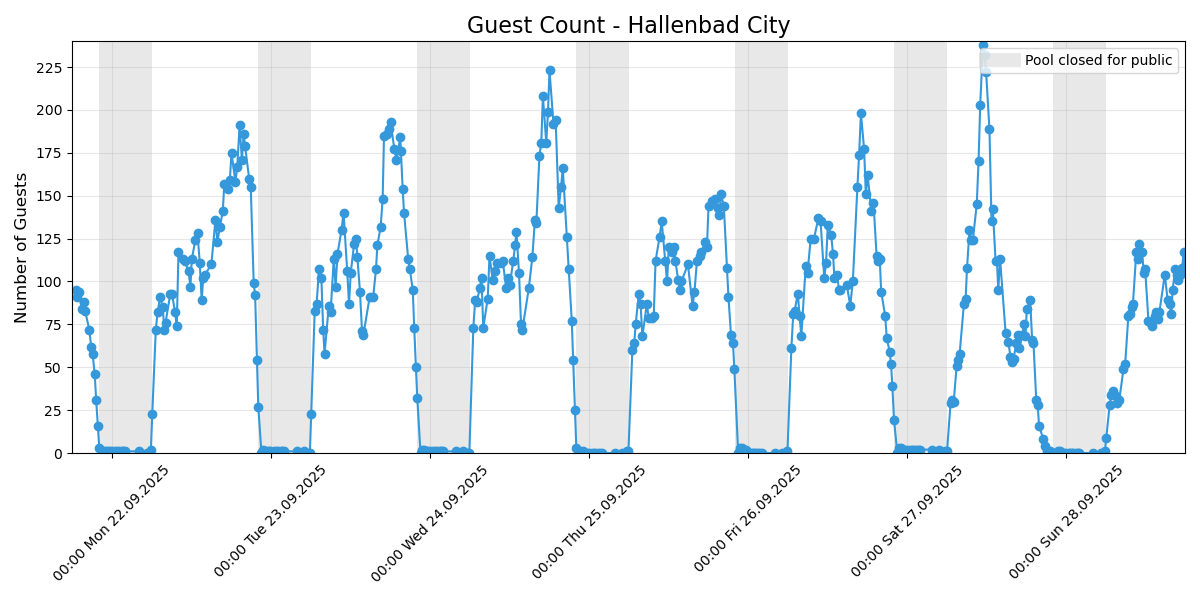 Guest Count - Hallenbad City
Pool closed for public
Number of Guests
225
200
175
150
125
100
75
50
25
0
00:00 Mon 22.09.2025
00:00 Tue 23.09.2025
00:00 Wed 24.09.2025
00:00 Thu 25.09.2025
00:00 Fri 26.09.2025
00:00 Sat 27.09.2025
00:00 Sun 28.09.2025